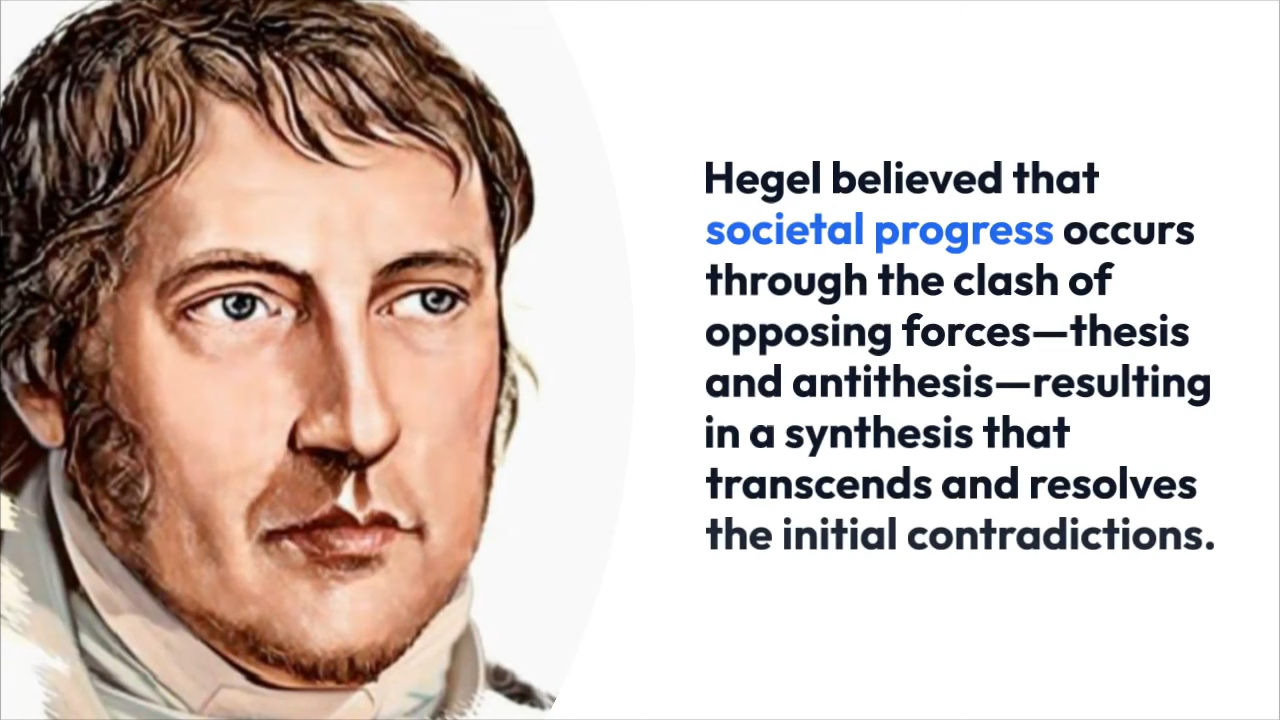 Hegel believed that
societal progress occurs
through the clash of
opposing forces—thesis
and antithesis—resulting
in a synthesis that
transcends and resolves
the initial contradictions.